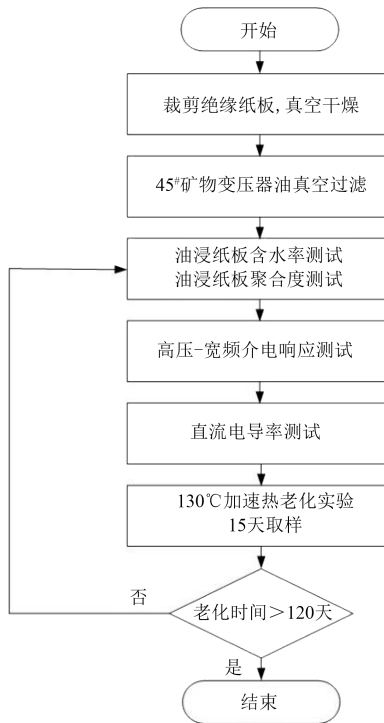 开始
裁剪绝缘纸板,真空干燥
45#矿物变压器油真空过滤
油浸纸板含水率测试
油浸纸板聚合度测试
高压-宽频介电响应测试
直流电导率测试
130℃加速热老化实验
15天取样
否
老化时间＞120天
是
结束